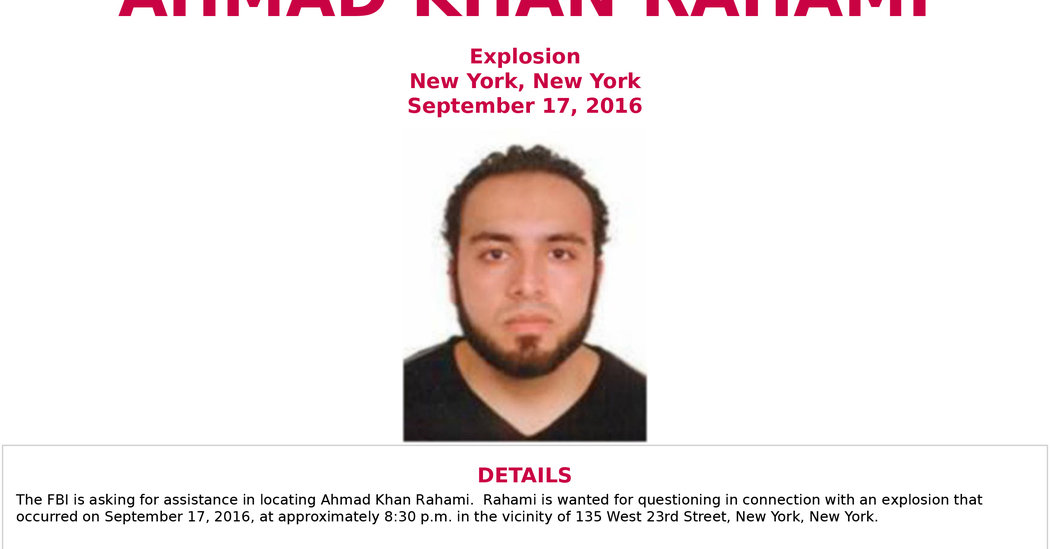 AHMAD KHAN RAHAMI
Explosion
New York, New York
September 17, 2016
DETAILS
The FBI is asking for assistance in locating Ahmad Khan Rahami.  Rahami is wanted for questioning in connection with an explosion that
occurred on September 17, 2016, at approximately 8:30 p.m. in the vicinity of 135 West 23rd Street, New York, New York.